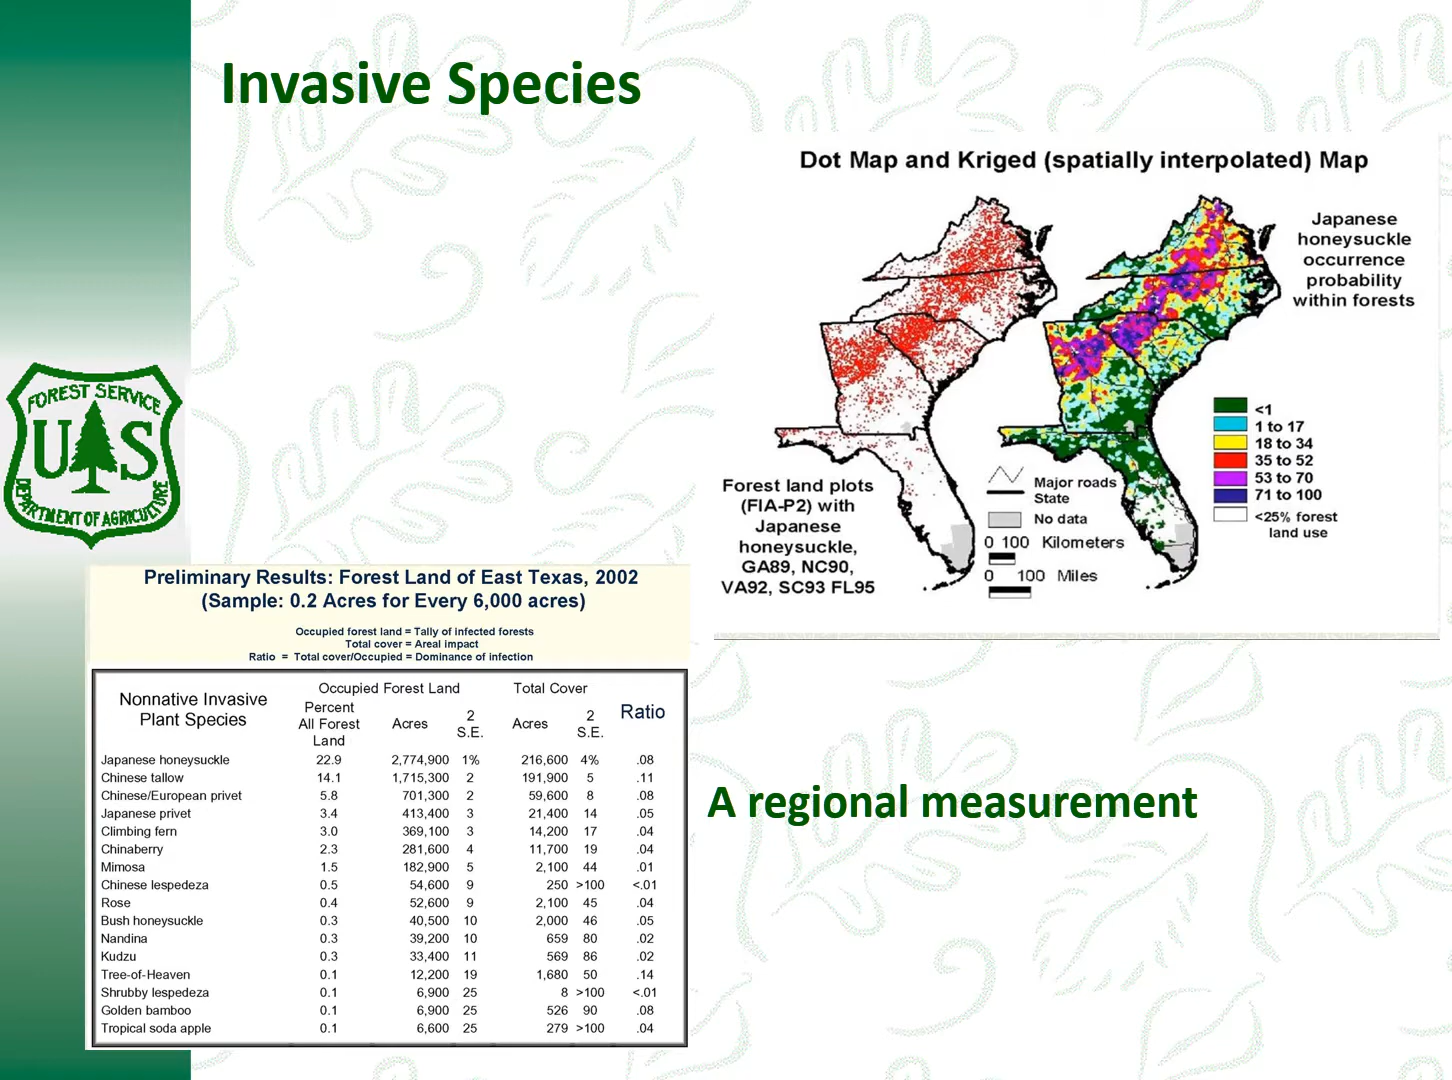 Invasive Species
Dot Map and Kriged (spatially interpolated) Map
Japanese
honeysuckle
occurrence
probability
within forests
<1
1 to 17
18 to 34
35 to 52
53 to 70
71 to 100
<25% forest
land use
Major roads
State
No data
0 100 Kilometers
0 100 Miles
Forest land plots
(FIA-P2) with
Japanese
honeysuckle,
GA89, NC90,
VA92, SC93 FL95
FOREST SERVICE
U S
DEPARTMENT OF AGRICULTURE
Preliminary Results: Forest Land of East Texas, 2002
(Sample: 0.2 Acres for Every 6,000 acres)
Occupied forest land = Tally of infected forests
Total cover = Areal impact
Ratio = Total cover/Occupied = Dominance of infection
Nonnative Invasive
Plant Species
Occupied Forest Land
Total Cover
Percent
All Forest
Land
Acres
2
S.E.
Acres
2
S.E.
Ratio
Japanese honeysuckle 22.9 2,774,900 1% 216,600 4% .08
Chinese tallow 14.1 1,715,300 2 191,900 5 .11
Chinese/European privet 5.8 701,300 2 59,600 8 .08
Japanese privet 3.4 413,400 3 21,400 14 .05
Climbing fern 3.0 369,100 3 14,200 17 .04
Chinaberry 2.3 281,600 4 11,700 19 .04
Mimosa 1.5 182,900 5 2,100 44 .01
Chinese lespedeza 0.5 54,600 9 250 >100 <.01
Rose 0.4 52,600 9 2,100 45 .04
Bush honeysuckle 0.3 40,500 10 2,000 46 .05
Nandina 0.3 39,200 10 659 80 .02
Kudzu 0.3 33,400 11 569 86 .02
Tree-of-Heaven 0.1 12,200 19 1,680 50 .14
Shrubby lespedeza 0.1 6,900 25 8 >100 <.01
Golden bamboo 0.1 6,900 25 526 90 .08
Tropical soda apple 0.1 6,600 25 279 >100 .04
A regional measurement